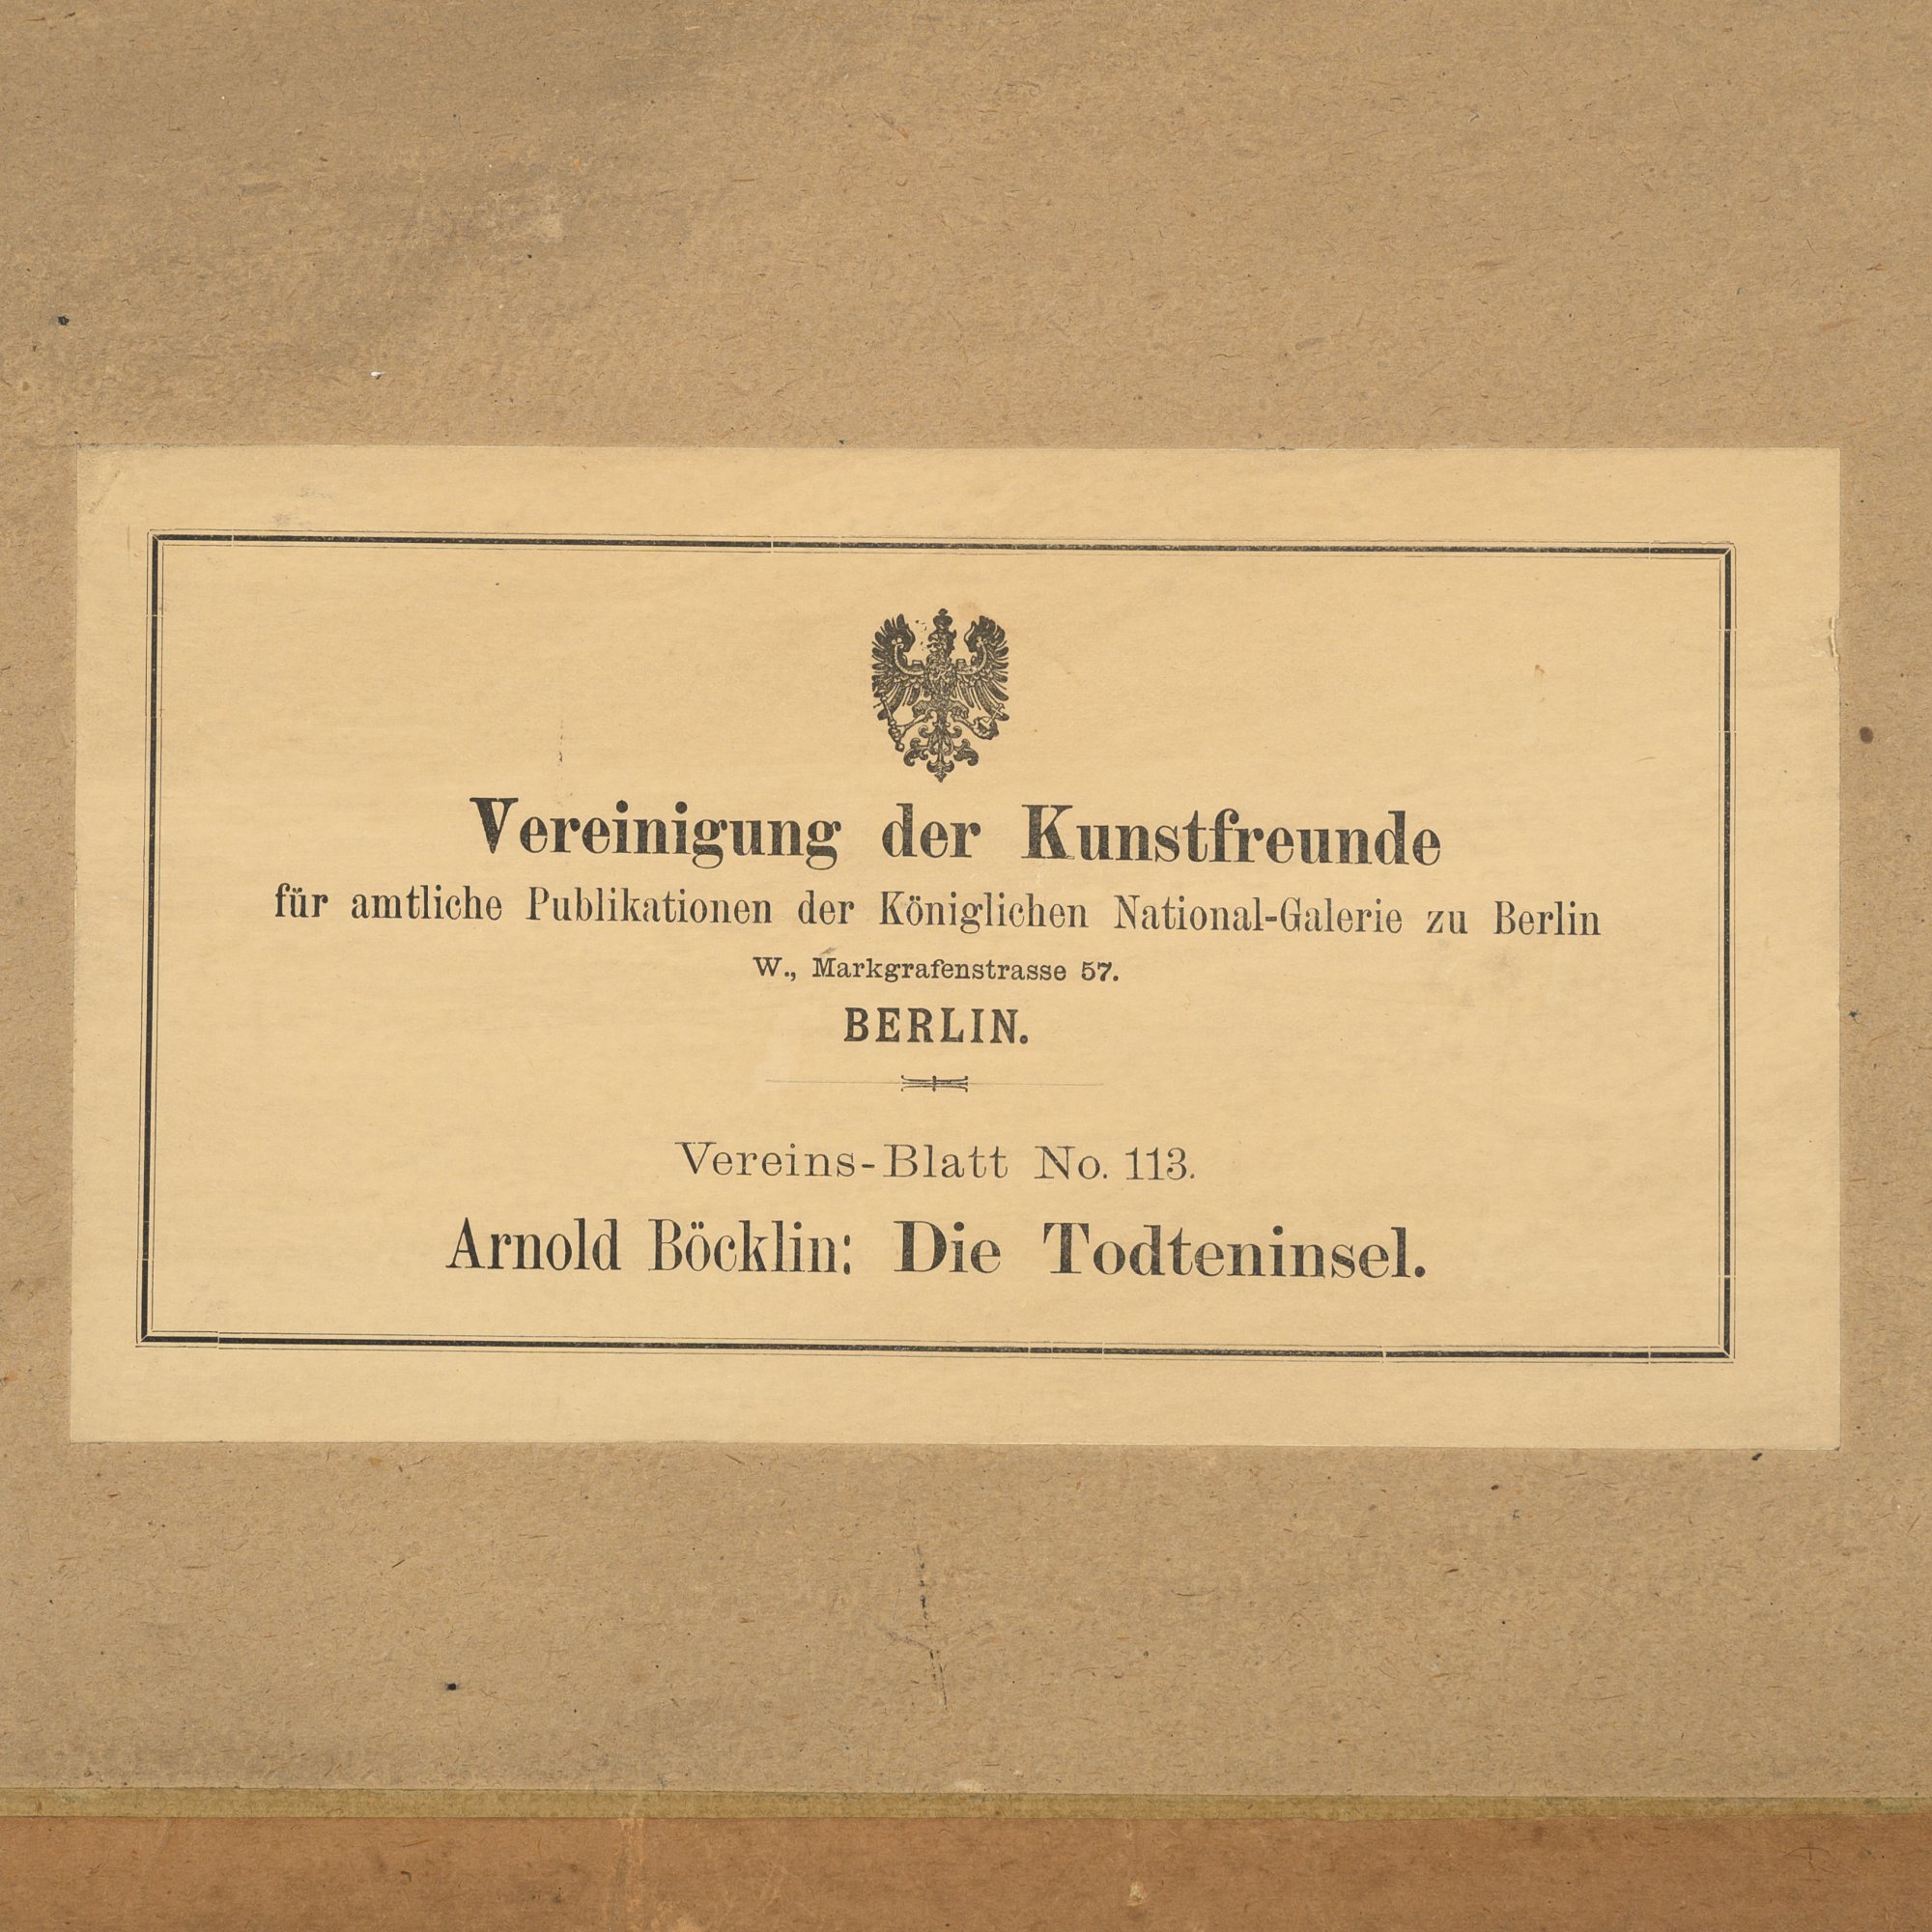 Vereinigung der Kunstfreunde
für amtliche Publikationen der Königlichen National-Galerie zu Berlin
W., Markgrafenstrasse 57.
BERLIN.
Vereins-Blatt No. 113.
Arnold Böcklin: Die Todteninsel.